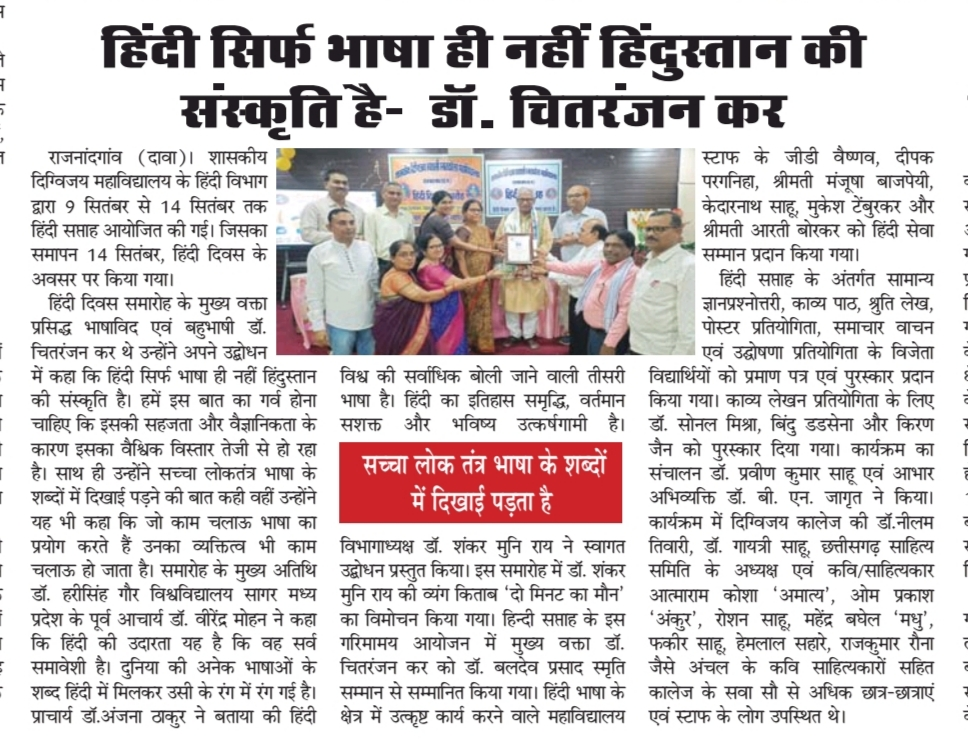 हिंदी सिर्फ भाषा ही नहीं हिंदुस्तान की
संस्कृति है- डॉ. चितरंजन कर
राजनांदगांव (दावा)। शासकीय
दिग्विजय महाविद्यालय के हिंदी विभाग
द्वारा 9 सितंबर से 14 सितंबर तक
हिंदी सप्ताह आयोजित की गई। जिसका
समापन 14 सितंबर, हिंदी दिवस के
अवसर पर किया गया।
हिंदी दिवस समारोह के मुख्य वक्ता
प्रसिद्ध भाषाविद एवं बहुभाषी डॉ.
चितरंजन कर थे उन्होंने अपने उद्बोधन
में कहा कि हिंदी सिर्फ भाषा ही नहीं हिंदुस्तान
की संस्कृति है। हमें इस बात का गर्व होना
चाहिए कि इसकी सहजता और वैज्ञानिकता के
कारण इसका वैश्विक विस्तार तेजी से हो रहा
है। साथ ही उन्होंने सच्चा लोकतंत्र भाषा के
शब्दों में दिखाई पड़ने की बात कही वहीं उन्होंने
यह भी कहा कि जो काम चलाऊ भाषा का
प्रयोग करते हैं उनका व्यक्तित्व भी काम
चलाऊ हो जाता है। समारोह के मुख्य अतिथि
डॉ. हरीसिंह गौर विश्वविद्यालय सागर मध्य
प्रदेश के पूर्व आचार्य डॉ. वीरेंद्र मोहन ने कहा
कि हिंदी की उदारता यह है कि वह सर्व
समावेशी है। दुनिया की अनेक भाषाओं के
शब्द हिंदी में मिलकर उसी के रंग में रंग गई है।
प्राचार्य डॉ.अंजना ठाकुर ने बताया की हिंदी
विश्व की सर्वाधिक बोली जाने वाली तीसरी
भाषा है। हिंदी का इतिहास समृद्धि, वर्तमान
सशक्त और भविष्य उत्कर्षगामी है।
सच्चा लोक तंत्र भाषा के शब्दों
में दिखाई पड़ता है
विभागाध्यक्ष डॉ. शंकर मुनि राय ने स्वागत
उद्बोधन प्रस्तुत किया। इस समारोह में डॉ. शंकर
मुनि राय की व्यंग किताब 'दो मिनट का मौन'
का विमोचन किया गया। हिन्दी सप्ताह के इस
गरिमामय आयोजन में मुख्य वक्ता डॉ.
चितरंजन कर को डॉ. बलदेव प्रसाद स्मृति
सम्मान से सम्मानित किया गया। हिंदी भाषा के
क्षेत्र में उत्कृष्ट कार्य करने वाले महाविद्यालय
स्टाफ के जीडी वैष्णव, दीपक
परगनिहा, श्रीमती मंजूषा बाजपेयी,
केदारनाथ साहू, मुकेश टेंबुरकर और
श्रीमती आरती बोरकर को हिंदी सेवा
सम्मान प्रदान किया गया।
हिंदी सप्ताह के अंतर्गत सामान्य
ज्ञानप्रश्नोत्तरी, काव्य पाठ, श्रुति लेख,
पोस्टर प्रतियोगिता, समाचार वाचन
एवं उद्घोषणा प्रतियोगिता के विजेता
विद्यार्थियों को प्रमाण पत्र एवं पुरस्कार प्रदान
किया गया। काव्य लेखन प्रतियोगिता के लिए
डॉ. सोनल मिश्रा, बिंदु डडसेना और किरण
जैन को पुरस्कार दिया गया। कार्यक्रम का
संचालन डॉ. प्रवीण कुमार साहू एवं आभार
अभिव्यक्ति डॉ. बी. एन. जागृत ने किया।
कार्यक्रम में दिग्विजय कालेज की डॉ.नीलम
तिवारी, डॉ. गायत्री साहू, छत्तीसगढ़ साहित्य
समिति के अध्यक्ष एवं कवि/साहित्यकार
आत्माराम कोशा 'अमात्य', ओम प्रकाश
'अंकुर', रोशन साहू, महेंद्र बघेल 'मधु',
फकीर साहू, हेमलाल सहारे, राजकुमार रौना
जैसे अंचल के कवि साहित्यकारों सहित
कालेज के सवा सौ से अधिक छात्र-छात्राएं
एवं स्टाफ के लोग उपस्थित थे।